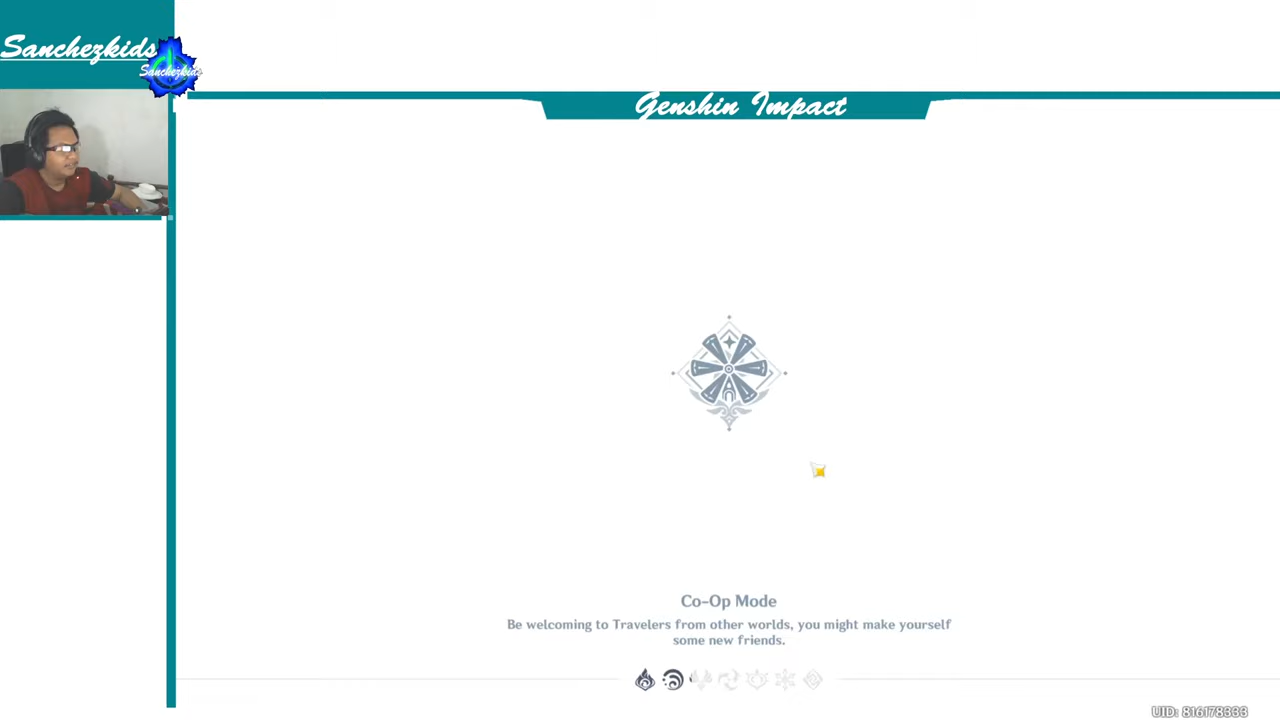 Sanchezkids
Sanchezkids
Genshin Impact
Co-Op Mode
Be welcoming to Travelers from other worlds, you might make yourself
some new friends.
UID: 816178333